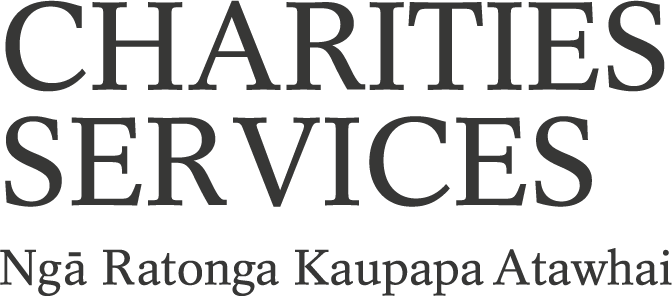 CHARITIES
SERVICES
Ngā Ratonga Kaupapa Atawhai